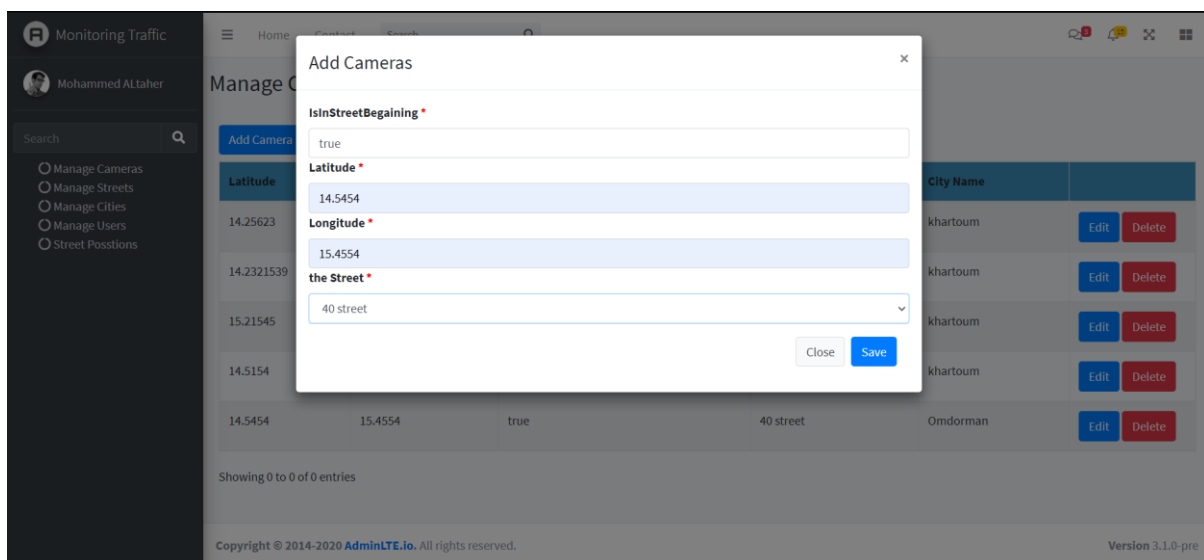 Monitoring Traffic
Home Contact Search
3
Mohammed ALtaher
Manage C
Search
Manage Cameras
Manage Streets
Manage Cities
Manage Users
Street Posstions
Add Camera
Add Cameras ×
IsInStreetBegaining *
true
Latitude *
14.5454
Longitude *
15.4554
the Street *
40 street
Close Save
Latitude City Name
14.25623 khartoum Edit Delete
14.2321539 khartoum Edit Delete
15.21545 khartoum Edit Delete
14.5154 khartoum Edit Delete
14.5454 15.4554 true 40 street Omdorman Edit Delete
Showing 0 to 0 of 0 entries
Copyright © 2014-2020 AdminLTE.io. All rights reserved. Version 3.1.0-pre